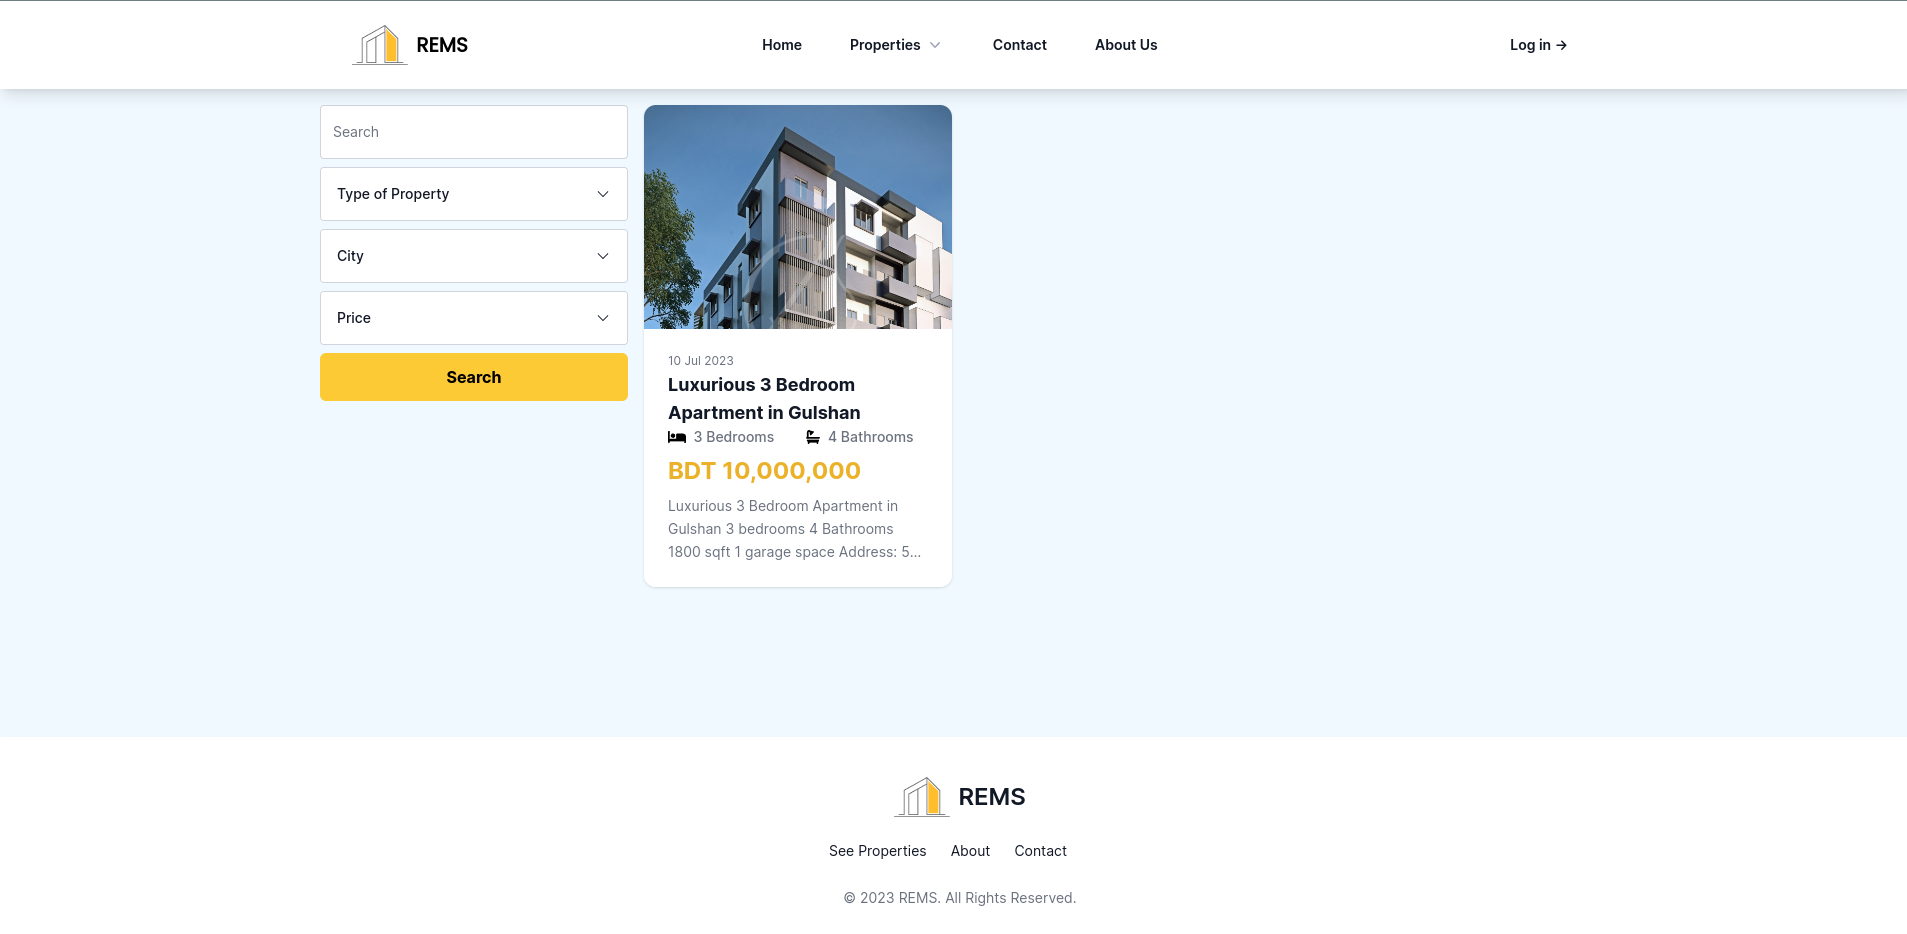 REMS
Home
Properties
Contact
About Us
Log in →
Search
Type of Property
City
Price
Search
10 Jul 2023
Luxurious 3 Bedroom
Apartment in Gulshan
3 Bedrooms
4 Bathrooms
BDT 10,000,000
Luxurious 3 Bedroom Apartment in
Gulshan 3 bedrooms 4 Bathrooms
1800 sqft 1 garage space Address: 5...
REMS
See Properties
About
Contact
© 2023 REMS. All Rights Reserved.